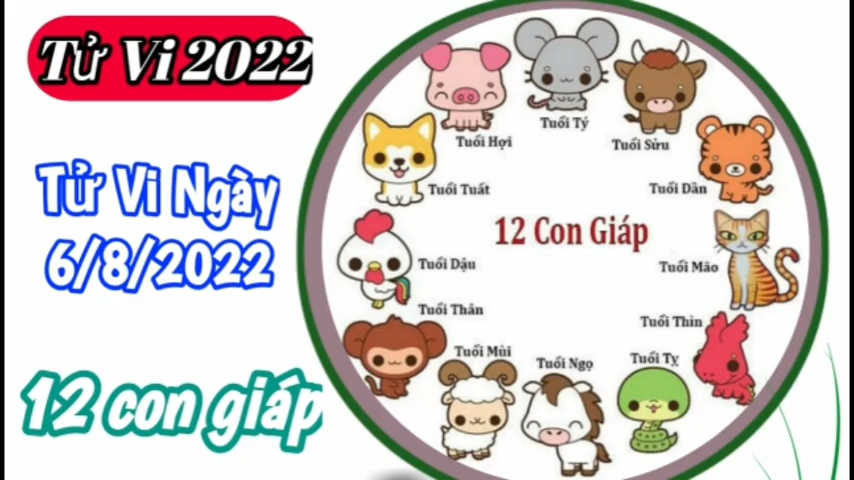 Tử Vi 2022
Tử Vi Ngày
6/8/2022
12 con giáp
12 Con Giáp
Tuổi Tý
Tuổi Sửu
Tuổi Dần
Tuổi Mão
Tuổi Thìn
Tuổi Tỵ
Tuổi Ngọ
Tuổi Mùi
Tuổi Thân
Tuổi Dậu
Tuổi Tuất
Tuổi Hợi